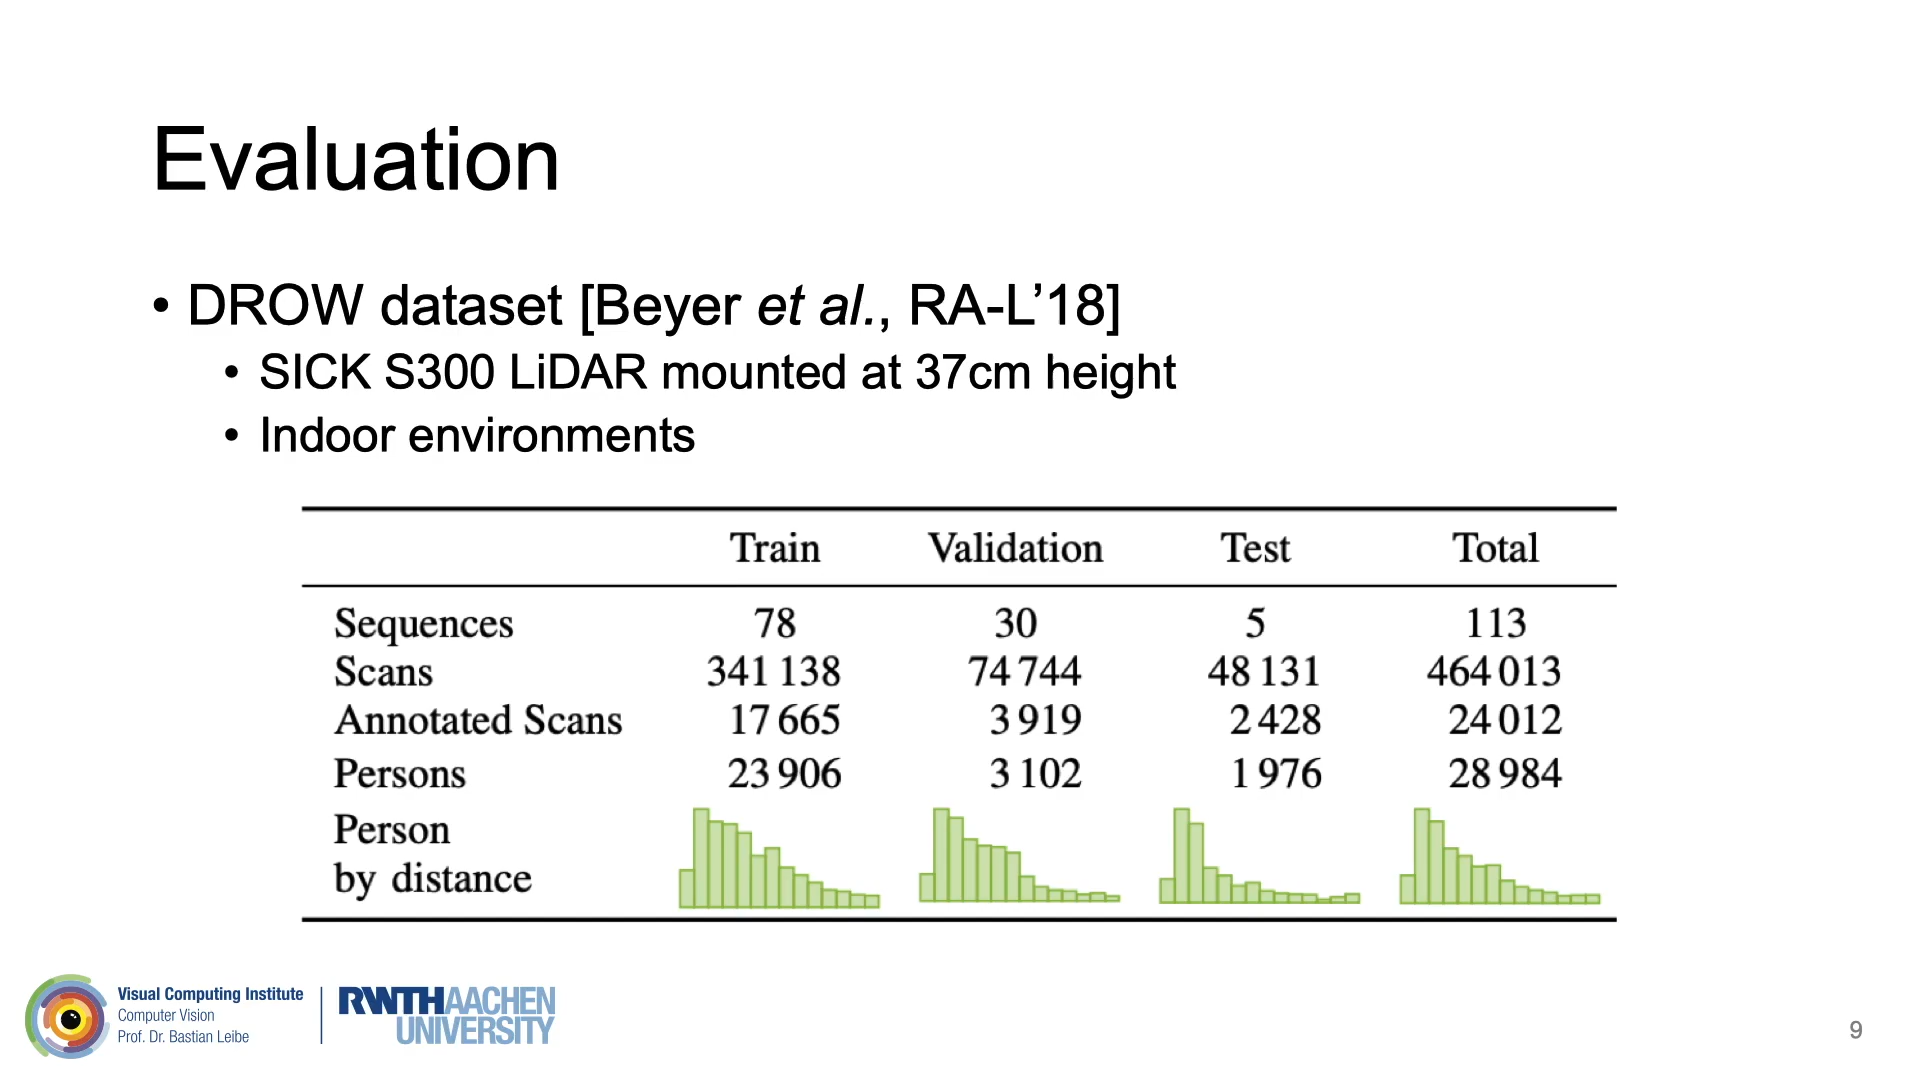 Evaluation
• DROW dataset [Beyer et al., RA-L’18]
• SICK S300 LiDAR mounted at 37cm height
• Indoor environments
Train Validation Test Total
Sequences 78 30 5 113
Scans 341 138 74 744 48 131 464 013
Annotated Scans 17 665 3 919 2 428 24 012
Persons 23 906 3 102 1 976 28 984
Person
by distance
Visual Computing Institute
Computer Vision
Prof. Dr. Bastian Leibe
RWTHAACHEN
UNIVERSITY
9